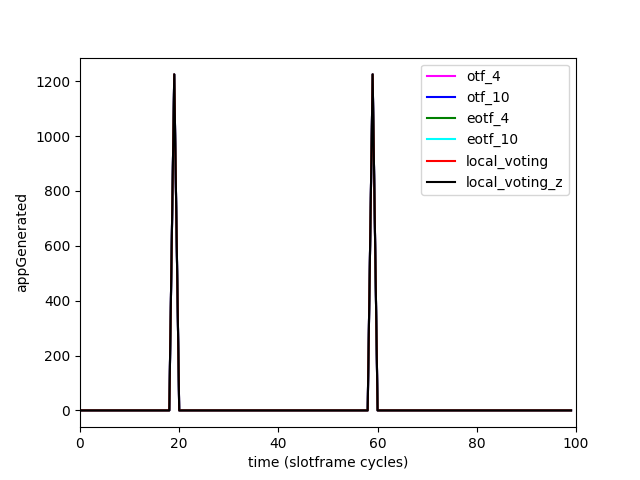 1200
1000
800
600
400
200
0
appGenerated
0 20 40 60 80 100
time (slotframe cycles)
otf_4
otf_10
eotf_4
eotf_10
local_voting
local_voting_z